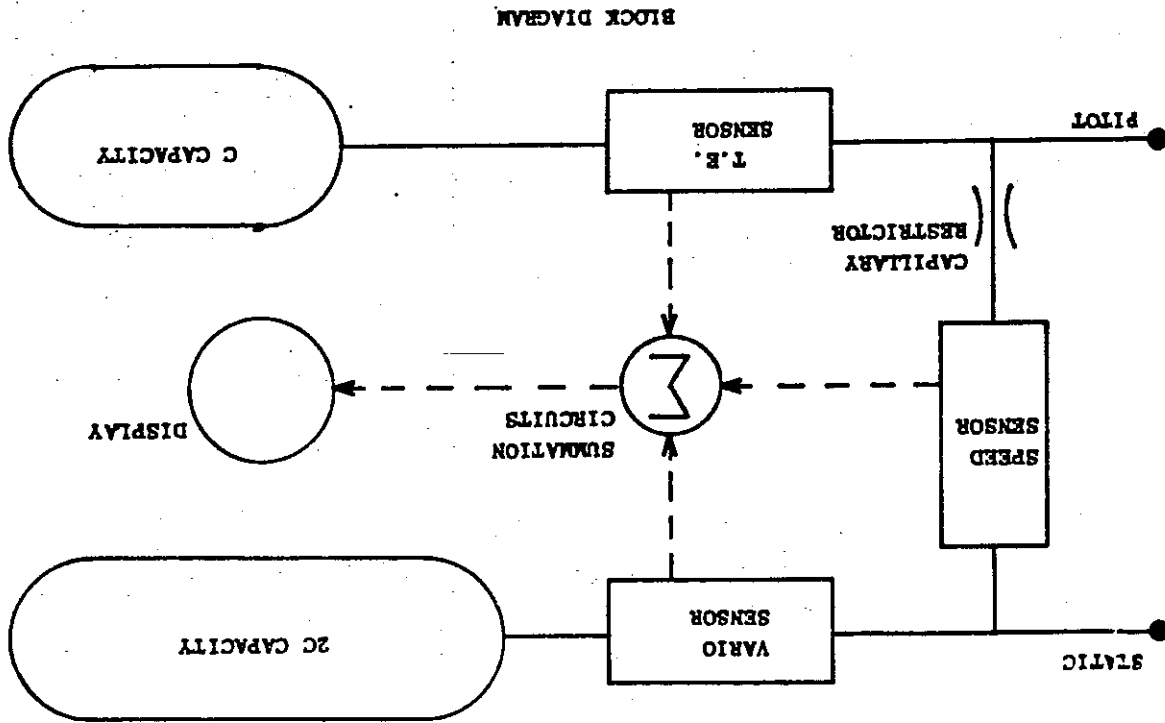 STATIC
VARIO
SENSOR
2C CAPACITY
SPEED
SENSOR
SUMMATION
CIRCUITS
DISPLAY
Σ
CAPILLARY
RESTRICTOR
PITOT
T.E.
SENSOR
C CAPACITY
BLOCK DIAGRAM